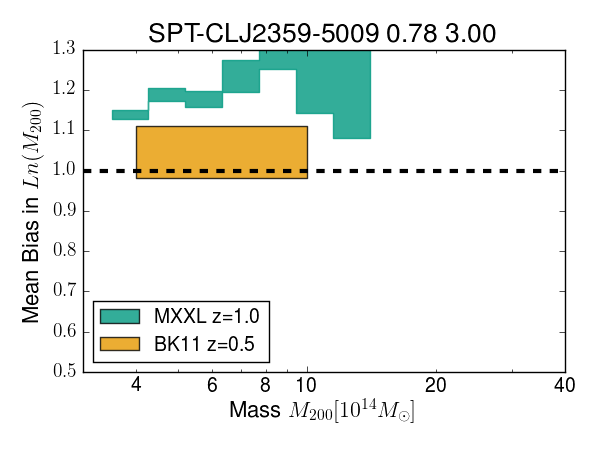 SPT-CLJ2359-5009 0.78 3.00
1.3
1.2
1.1
1.0
0.9
0.8
0.7
0.6
0.5
Mean Bias in Ln(M200)
MXXL z=1.0
BK11 z=0.5
4 6 8 10 20 40
Mass M200[10^14 M⊙]